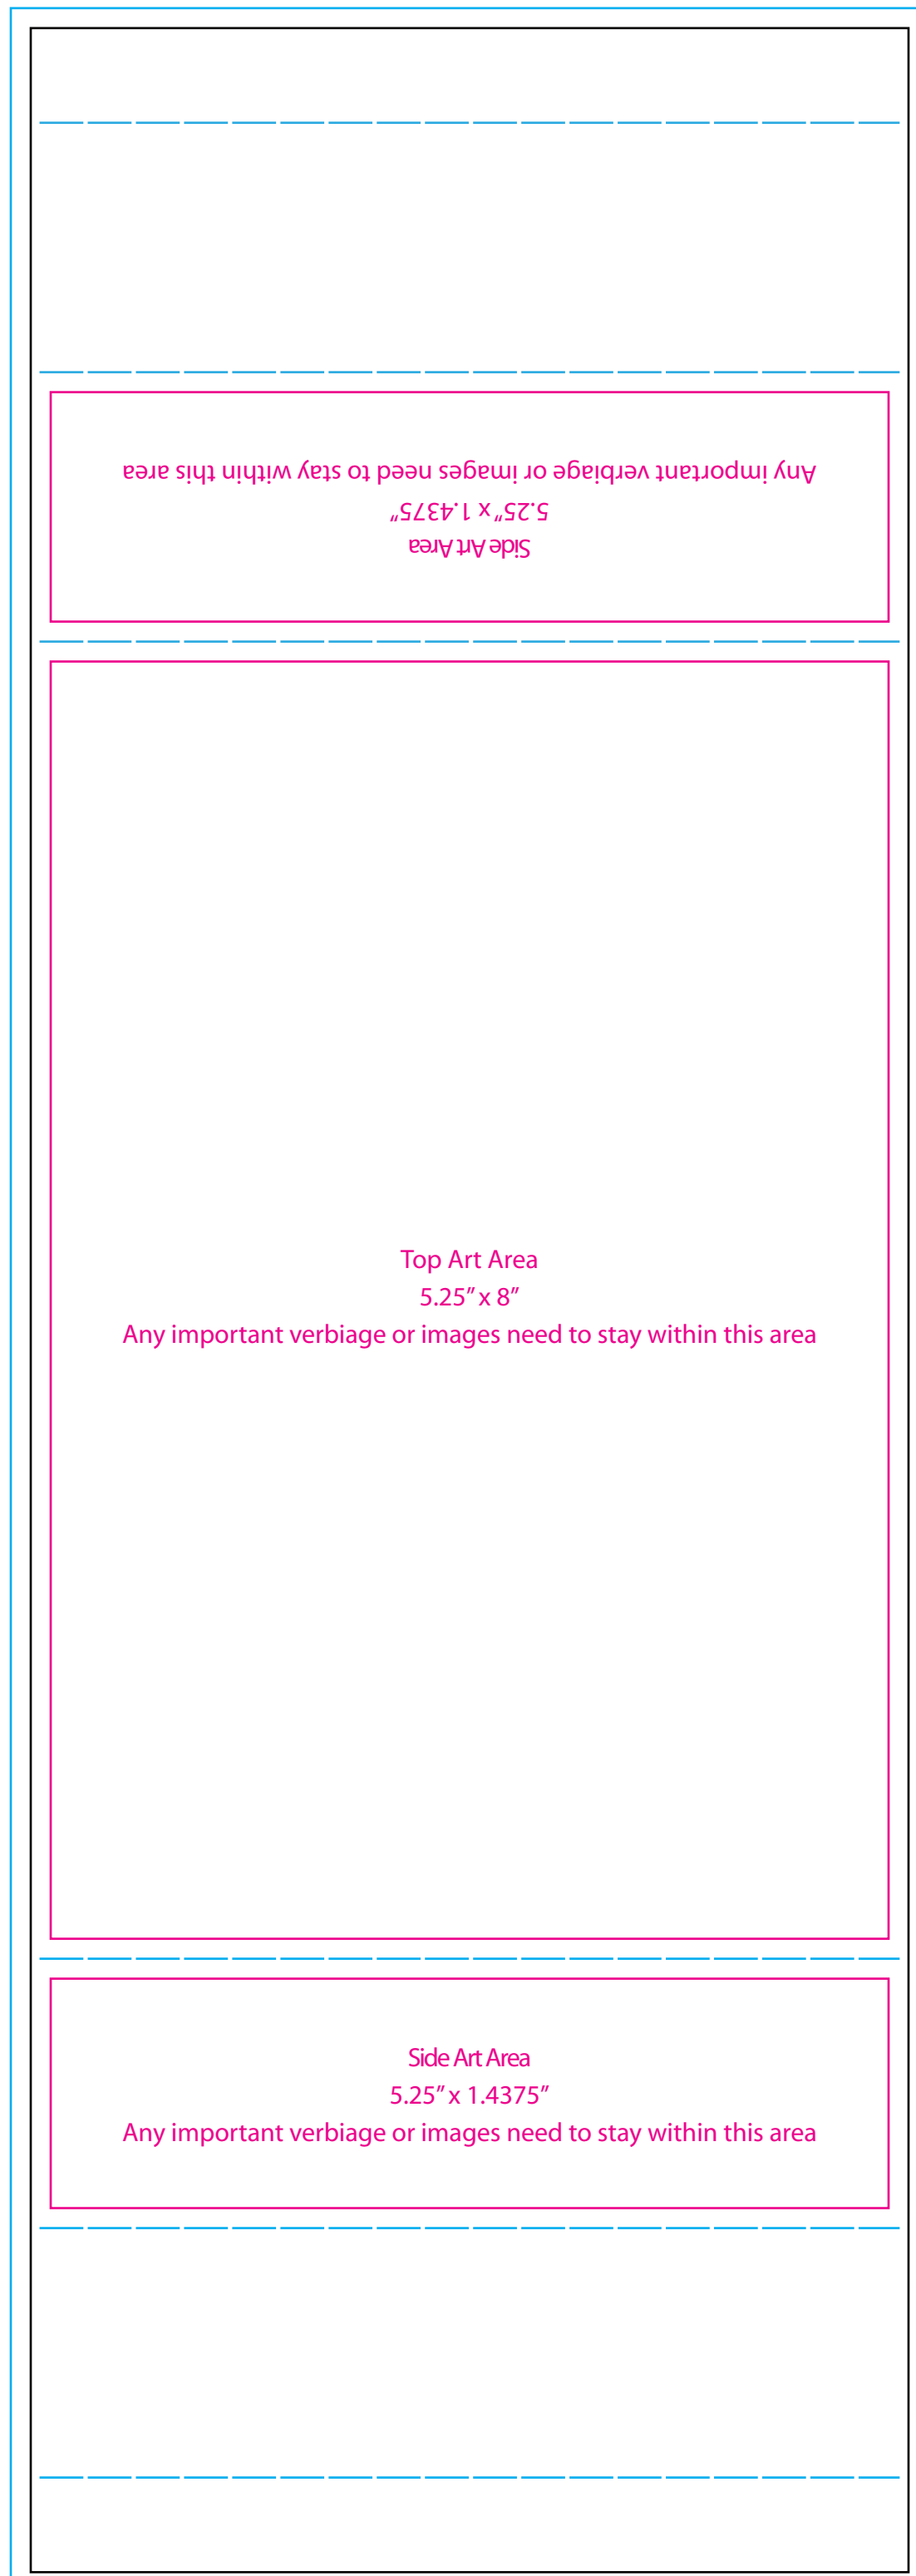 Side Art Area
5.25” x 1.4375”
Any important verbiage or images need to stay within this area
Top Art Area
5.25” x 8”
Any important verbiage or images need to stay within this area
Side Art Area
5.25” x 1.4375”
Any important verbiage or images need to stay within this area